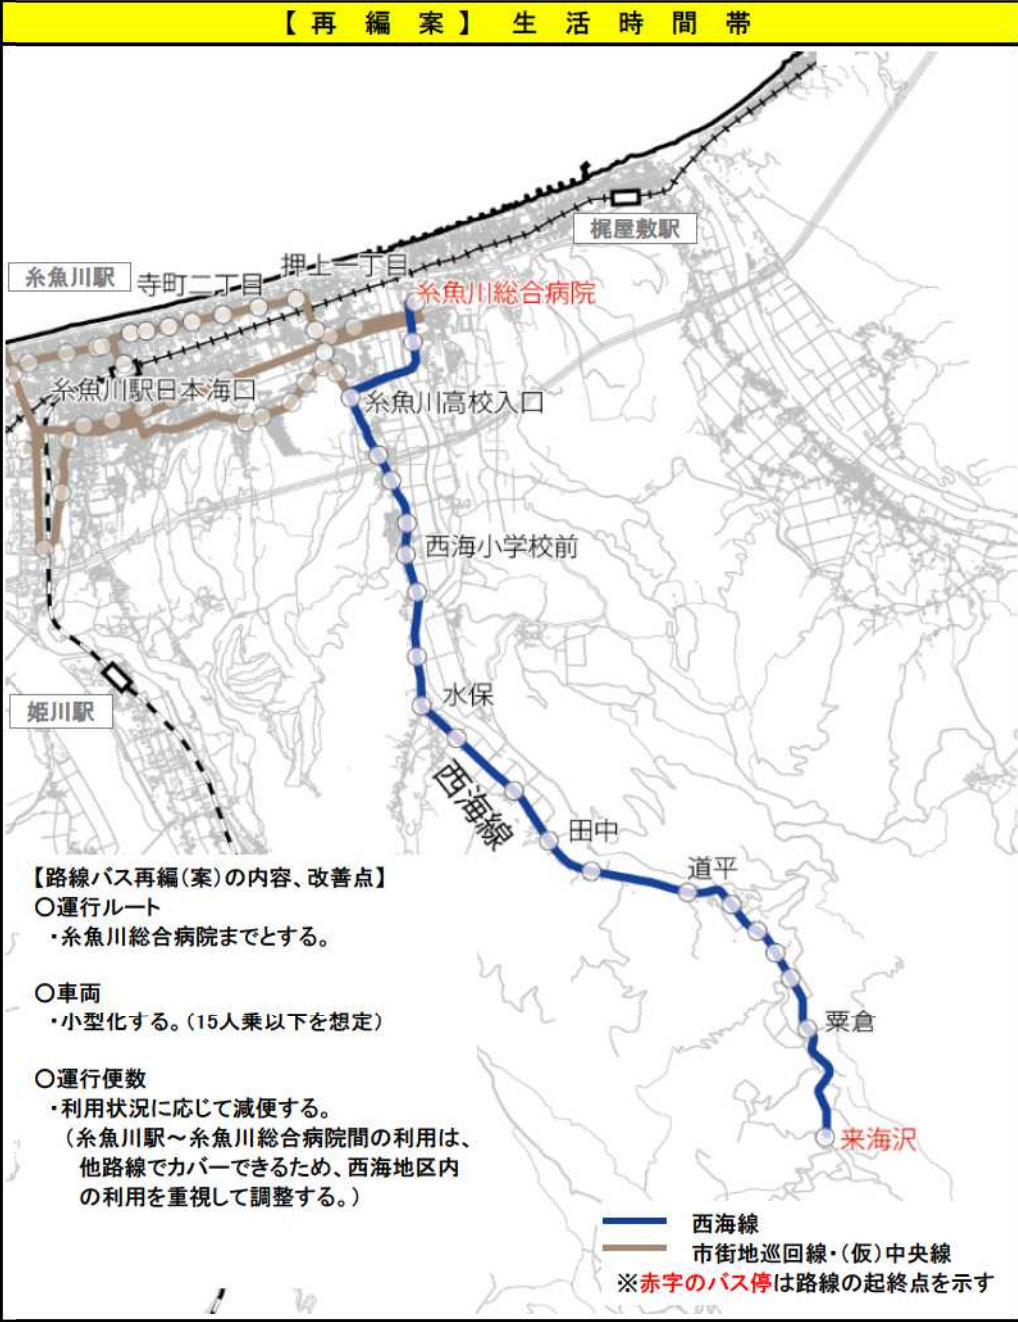 【再編案】生活時間帯
梶屋敷駅
糸魚川駅
寺町二丁目
押上一丁目
糸魚川総合病院
糸魚川駅日本海口
糸魚川高校入口
西海小学校前
姫川駅
水保
西海線
田中
道平
粟倉
来海沢
【路線バス再編(案)の内容、改善点】
〇運行ルート
・糸魚川総合病院までとする。
〇車両
・小型化する。(15人乗以下を想定)
〇運行便数
・利用状況に応じて減便する。
(糸魚川駅～糸魚川総合病院間の利用は、
他路線でカバーできるため、西海地区内
の利用を重視して調整する。)
西海線
市街地巡回線・(仮)中央線
※赤字のバス停は路線の起終点を示す